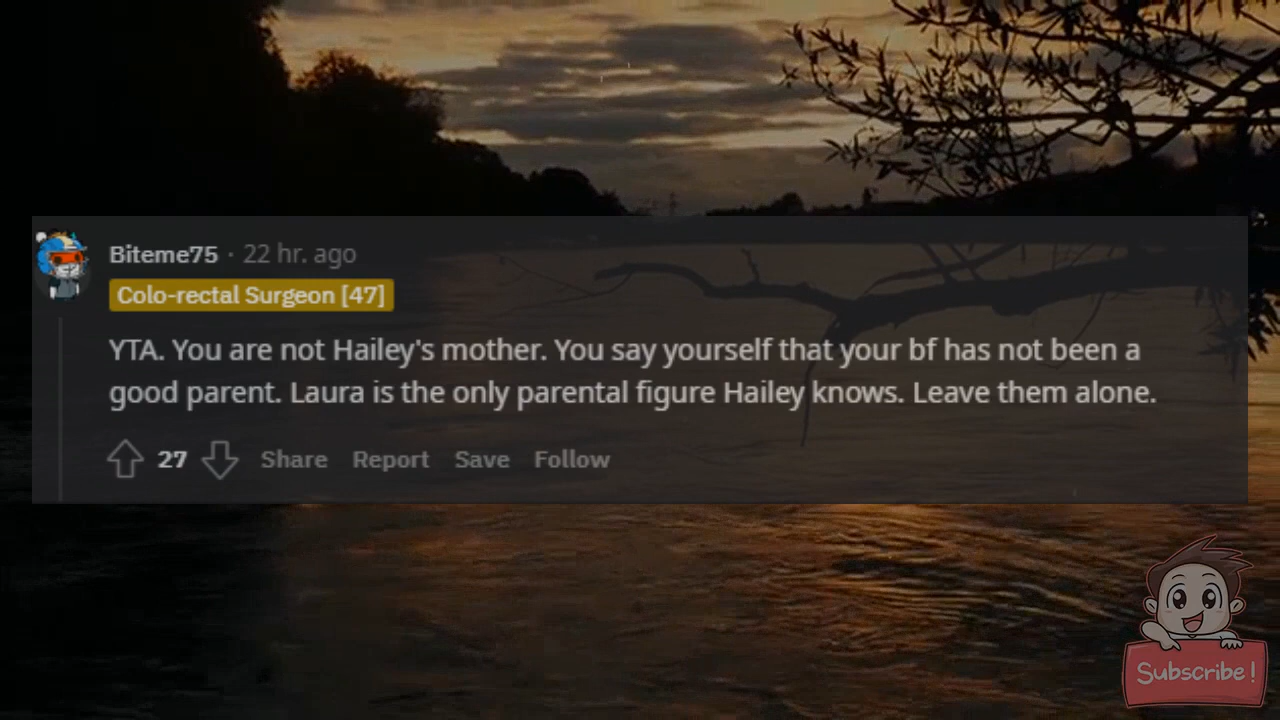 Biteme75 · 22 hr. ago
Colo-rectal Surgeon [47]
YTA. You are not Hailey's mother. You say yourself that your bf has not been a
good parent. Laura is the only parental figure Hailey knows. Leave them alone.
27 Share Report Save Follow
Subscribe!